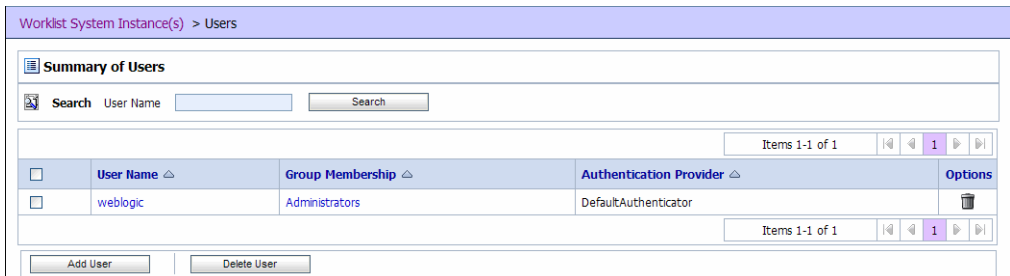 Worklist System Instance(s) > Users
Summary of Users
Search User Name Search
Items 1-1 of 1 1
User Name Group Membership Authentication Provider Options
weblogic Administrators DefaultAuthenticator
Items 1-1 of 1 1
Add User Delete User